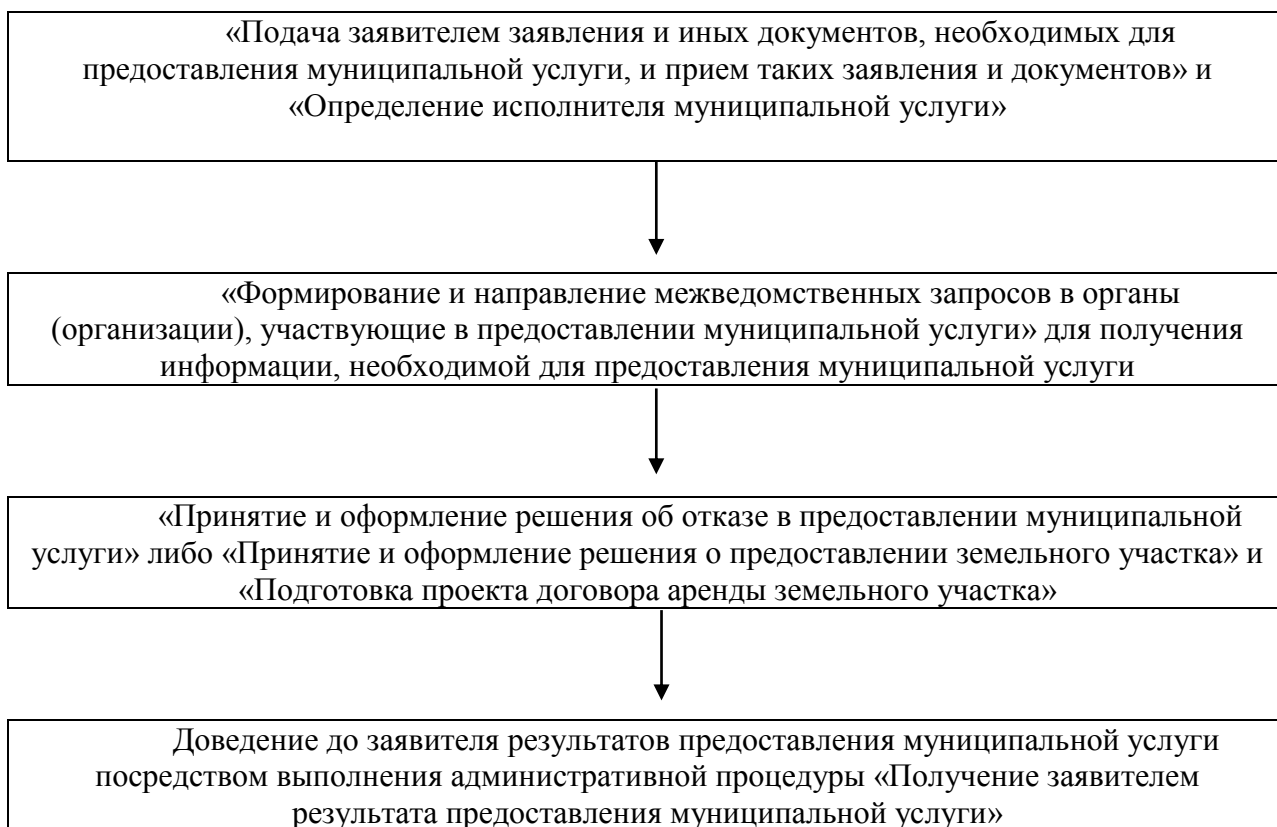 «Подача заявителем заявления и иных документов, необходимых для
предоставления муниципальной услуги, и прием таких заявления и документов» и
«Определение исполнителя муниципальной услуги»
«Формирование и направление межведомственных запросов в органы
(организации), участвующие в предоставлении муниципальной услуги» для получения
информации, необходимой для предоставления муниципальной услуги
«Принятие и оформление решения об отказе в предоставлении муниципальной
услуги» либо «Принятие и оформление решения о предоставлении земельного участка» и
«Подготовка проекта договора аренды земельного участка»
Доведение до заявителя результатов предоставления муниципальной услуги
посредством выполнения административной процедуры «Получение заявителем
результата предоставления муниципальной услуги»